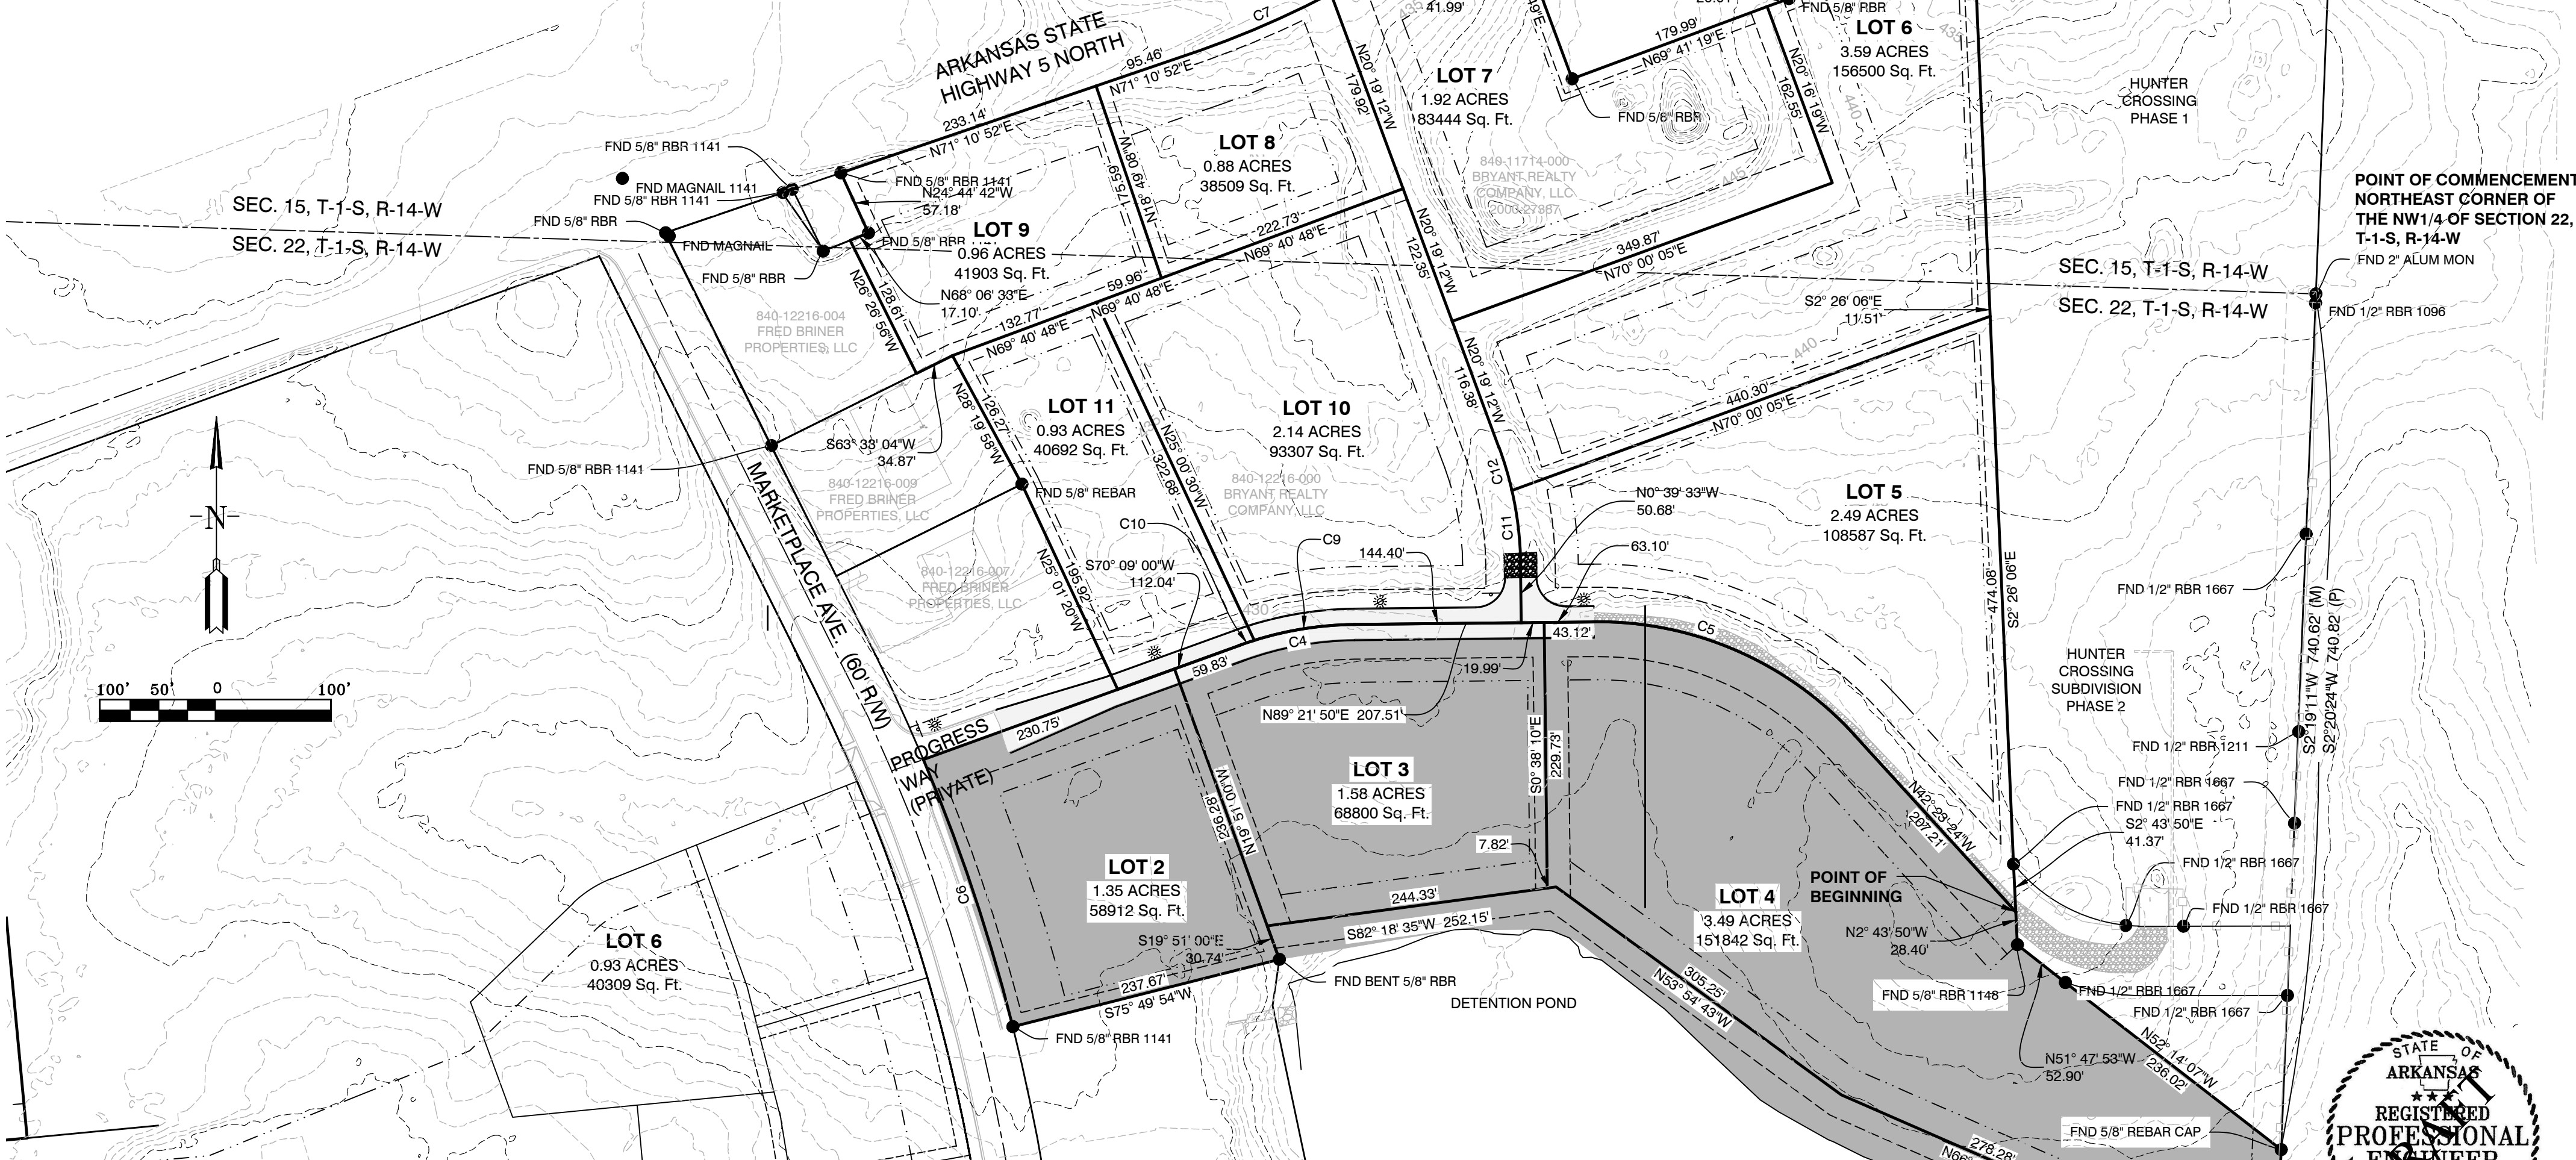 ARKANSAS STATE
HIGHWAY 5 NORTH
95.46'
N71° 10' 52"E
C7
233.14'
N71° 10' 52"E
41.99'
435
179.99'
N69° 41' 19"E
FND 5/8" RBR
LOT 6
3.59 ACRES
156500 Sq. Ft.
435
N20° 16' 19"W
162.55'
440
HUNTER
CROSSING
PHASE 1
LOT 7
1.92 ACRES
83444 Sq. Ft.
FND 5/8" RBR
840-11714-000
BRYANT REALTY
COMPANY, LLC
445
N20° 19' 12"W
179.92'
LOT 8
0.88 ACRES
38509 Sq. Ft.
N18° 49' 08"W
175.59'
222.73'
N69° 40' 48"E
FND 5/8" RBR 1141
FND MAGNAIL 1141
FND 5/8" RBR 1141
FND 5/8" RBR
FND MAGNAIL
FND 5/8" RBR
FND 5/8" RBR 1141
N24° 44' 42"W
57.18'
FND 5/8" RBR
LOT 9
0.96 ACRES
41903 Sq. Ft.
N68° 06' 33"E
17.10'
N26° 26' 56"W
128.61'
59.96'
N69° 40' 48"E
132.77'
N69° 40' 48"E
SEC. 15, T-1-S, R-14-W
SEC. 22, T-1-S, R-14-W
POINT OF COMMENCEMENT
NORTHEAST CORNER OF
THE NW1/4 OF SECTION 22,
T-1-S, R-14-W
FND 2" ALUM MON
FND 1/2" RBR 1096
SEC. 15, T-1-S, R-14-W
SEC. 22, T-1-S, R-14-W
N20° 19' 12"W
122.35'
349.87'
N70° 00' 05"E
S2° 26' 06"E
11.51'
440
440.30'
N70° 00' 05"E
N20° 19' 12"W
116.38'
840-12216-004
FRED BRINER
PROPERTIES, LLC
S63° 33' 04"W
34.87'
FND 5/8" RBR 1141
840-12216-009
FRED BRINER
PROPERTIES, LLC
N28° 19' 58"W
126.27'
LOT 11
0.93 ACRES
40692 Sq. Ft.
FND 5/8" REBAR
N25° 00' 30"W
322.68'
LOT 10
2.14 ACRES
93307 Sq. Ft.
840-12216-000
BRYANT REALTY
COMPANY, LLC
C12
C11
N0° 39' 33"W
50.68'
LOT 5
2.49 ACRES
108587 Sq. Ft.
C10
C9
144.40'
63.10'
S70° 09' 00"W
112.04'
840-12216-007
FRED BRINER
PROPERTIES, LLC
N25° 01' 20"W
195.92'
430
474.08'
S2° 26' 06"E
FND 1/2" RBR 1667
S2°19'11"W 740.62' (M)
S2°20'24"W 740.82' (P)
N
100' 50' 0 100'
MARKETPLACE AVE. (60' R/W)
PROGRESS
WAY
(PRIVATE)
230.75'
59.83'
C4
19.99'
43.12'
C5
N89° 21' 50"E 207.51'
S0° 38' 10"E
229.73'
HUNTER
CROSSING
SUBDIVISION
PHASE 2
FND 1/2" RBR 1211
FND 1/2" RBR 1667
FND 1/2" RBR 1667
S2° 43' 50"E
41.37'
FND 1/2" RBR 1667
FND 1/2" RBR 1667
N42° 23' 24"W
207.21'
LOT 3
1.58 ACRES
68800 Sq. Ft.
7.82'
N19° 51' 00"W
236.28'
LOT 2
1.35 ACRES
58912 Sq. Ft.
C6
244.33'
S82° 18' 35"W 252.15'
S19° 51' 00"E
30.74'
237.67'
S75° 49' 54"W
FND BENT 5/8" RBR
FND 5/8" RBR 1141
DETENTION POND
LOT 4
3.49 ACRES
151842 Sq. Ft.
POINT OF
BEGINNING
N2° 43' 50"W
28.40'
FND 5/8" RBR 1148
FND 1/2" RBR 1667
FND 1/2" RBR 1667
305.25'
N53° 54' 43"W
N51° 47' 53"W
52.90'
N52° 14' 07"W
236.02'
FND 5/8" REBAR CAP
278.28'
LOT 6
0.93 ACRES
40309 Sq. Ft.
STATE OF
ARKANSAS
REGISTERED
PROFESSIONAL
ENGINEER